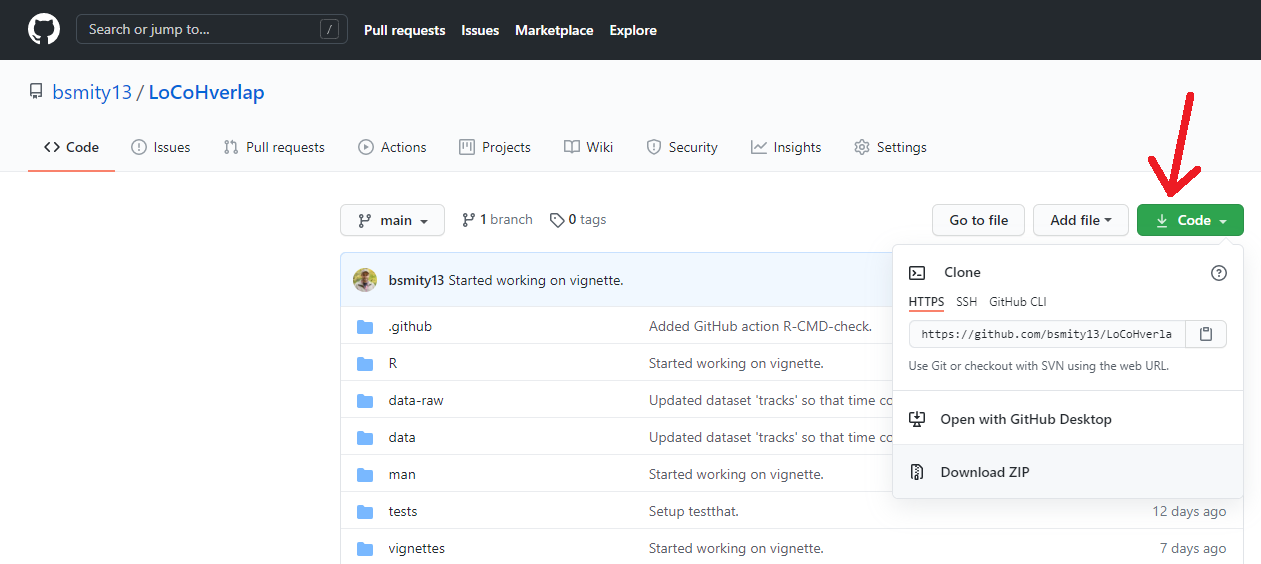 Search or jump to… /
Pull requests Issues Marketplace Explore
bsmity13 / LoCoHverlap
Code Issues Pull requests Actions Projects Wiki Security Insights Settings
main 1 branch 0 tags Go to file Add file Code
bsmity13 Started working on vignette.
Clone ?
HTTPS SSH GitHub CLI
https://github.com/bsmity13/LoCoHverla
Use Git or checkout with SVN using the web URL.
Open with GitHub Desktop
Download ZIP
.github Added GitHub action R-CMD-check.
R Started working on vignette.
data-raw Updated dataset 'tracks' so that time co
data Updated dataset 'tracks' so that time co
man Started working on vignette.
tests Setup testthat. 12 days ago
vignettes Started working on vignette. 7 days ago